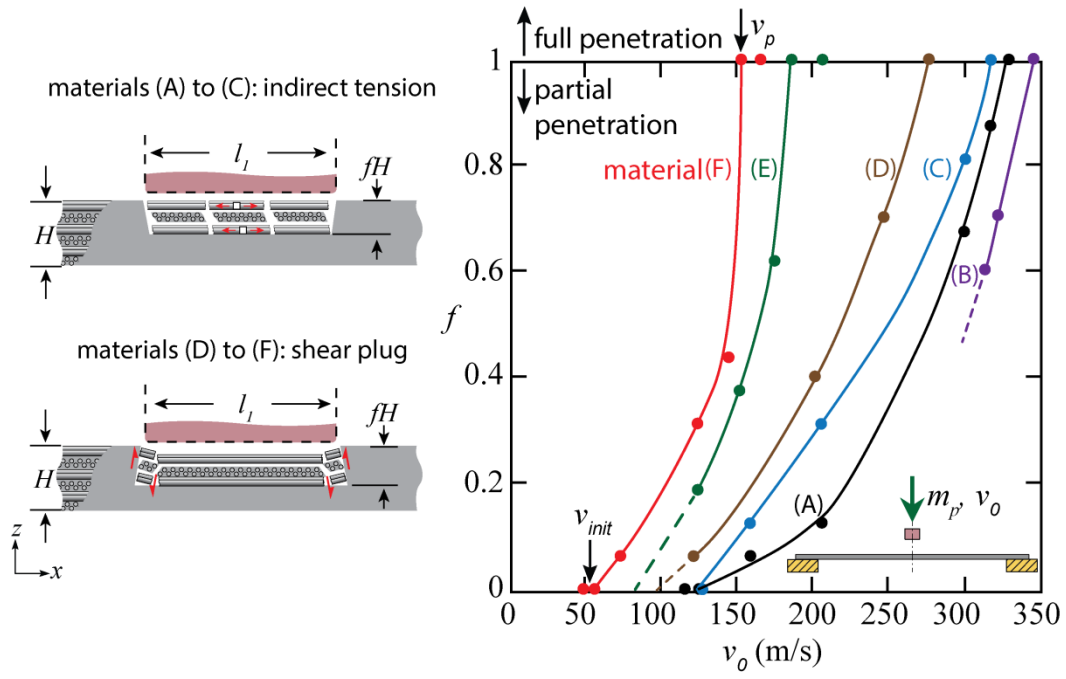 materials (A) to (C): indirect tension
l1
fH
H
materials (D) to (F): shear plug
l1
fH
H
z
x
full penetration
partial
penetration
vp
1
0.8
0.6
0.4
0.2
0
f
material (F)
(E)
(D)
(C)
(B)
(A)
vinit
mp, vo
0 50 100 150 200 250 300 350
vo (m/s)